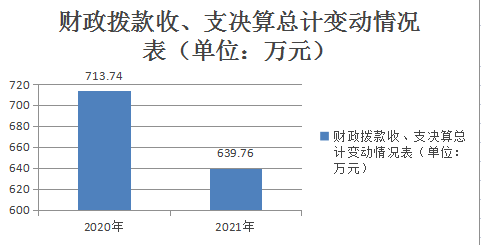 财政拨款收、支决算总计变动情况
表（单位：万元）
713.74
639.76
720
700
680
660
640
620
600
2020年
2021年
财政拨款收、支决算总
计变动情况表（单位：
万元）